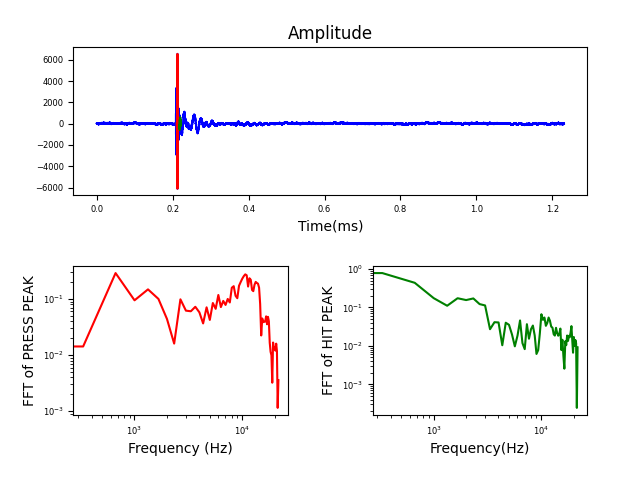 Amplitude
6000
4000
2000
0
−2000
−4000
−6000
0.0 0.2 0.4 0.6 0.8 1.0 1.2
Time(ms)
FFT of PRESS PEAK
10⁻¹
10⁻²
10⁻³
10³ 10⁴
Frequency (Hz)
FFT of HIT PEAK
10⁰
10⁻¹
10⁻²
10⁻³
10³ 10⁴
Frequency(Hz)